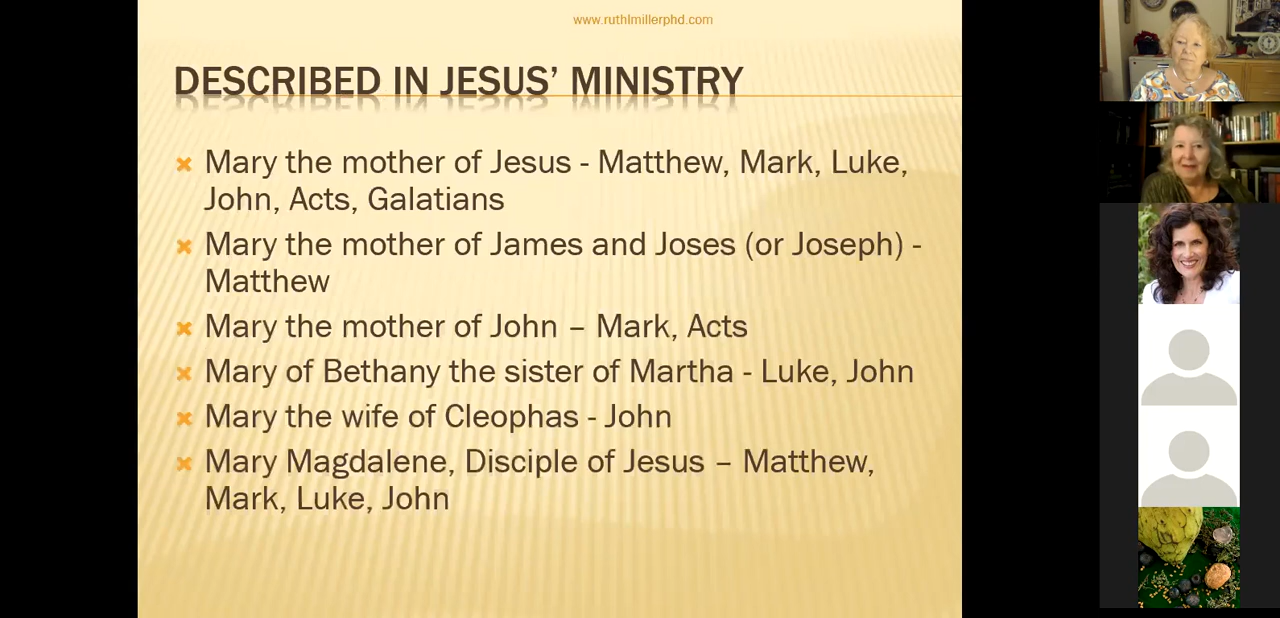 www.ruthlmillerphd.com
DESCRIBED IN JESUS’ MINISTRY
Mary the mother of Jesus - Matthew, Mark, Luke,
John, Acts, Galatians
Mary the mother of James and Joses (or Joseph) -
Matthew
Mary the mother of John – Mark, Acts
Mary of Bethany the sister of Martha - Luke, John
Mary the wife of Cleophas - John
Mary Magdalene, Disciple of Jesus – Matthew,
Mark, Luke, John